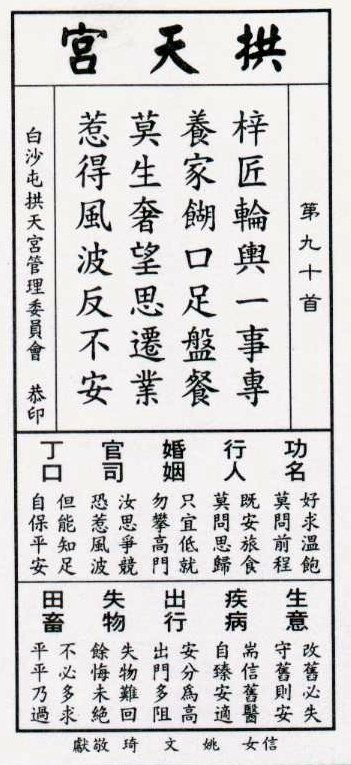 拱天宮
第九十首
梓匠輪輿一事專
養家餬口足盤餐
莫生奢望思遷業
惹得風波反不安
白沙屯拱天宮管理委員會 恭印
功名
好求溫飽
莫問前程
行人
既安旅食
莫問思歸
婚姻
只宜低就
勿攀高門
官司
汝思爭競
恐惹風波
丁口
但能知足
自保平安
生意
改舊必失
守舊則安
疾病
耑信舊醫
自臻安適
出行
安分為高
出門多阻
失物
失物難回
餘悔未絕
田畜
不必多求
平平乃過
信女 姚文琦 敬獻